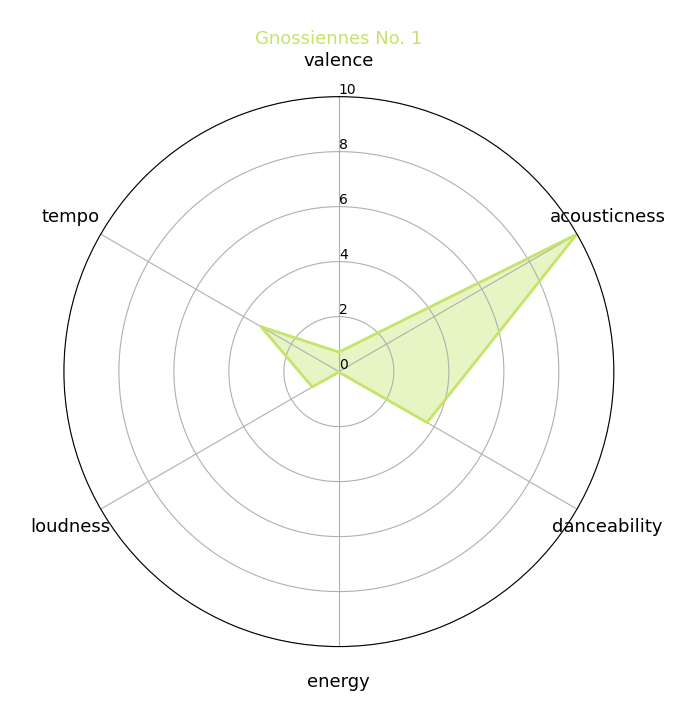 Gnossiennes No. 1
valence
10
8
tempo
6
acousticness
4
2
0
loudness
danceability
energy